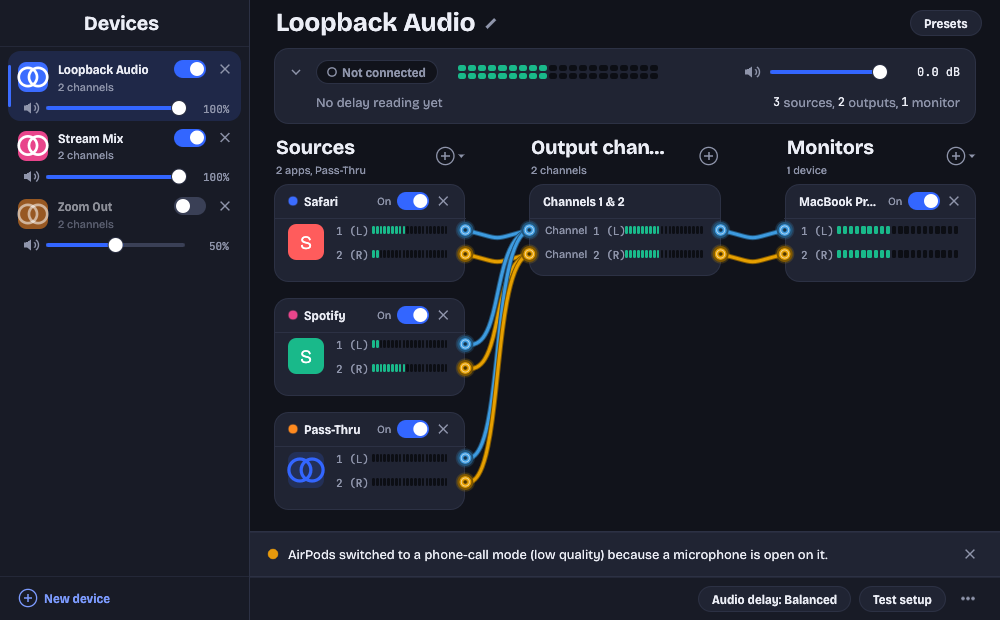 Devices
Loopback Audio
2 channels
100%
Stream Mix
2 channels
100%
Zoom Out
2 channels
50%
New device
Loopback Audio
Presets
Not connected
0.0 dB
No delay reading yet
3 sources, 2 outputs, 1 monitor
Sources
2 apps, Pass-Thru
Output chan...
2 channels
Monitors
1 device
Safari On
S
1 (L)
2 (R)
Spotify On
S
1 (L)
2 (R)
Pass-Thru On
1 (L)
2 (R)
Channels 1 & 2
Channel 1 (L)
Channel 2 (R)
MacBook Pr... On
1 (L)
2 (R)
AirPods switched to a phone-call mode (low quality) because a microphone is open on it.
Audio delay: Balanced
Test setup